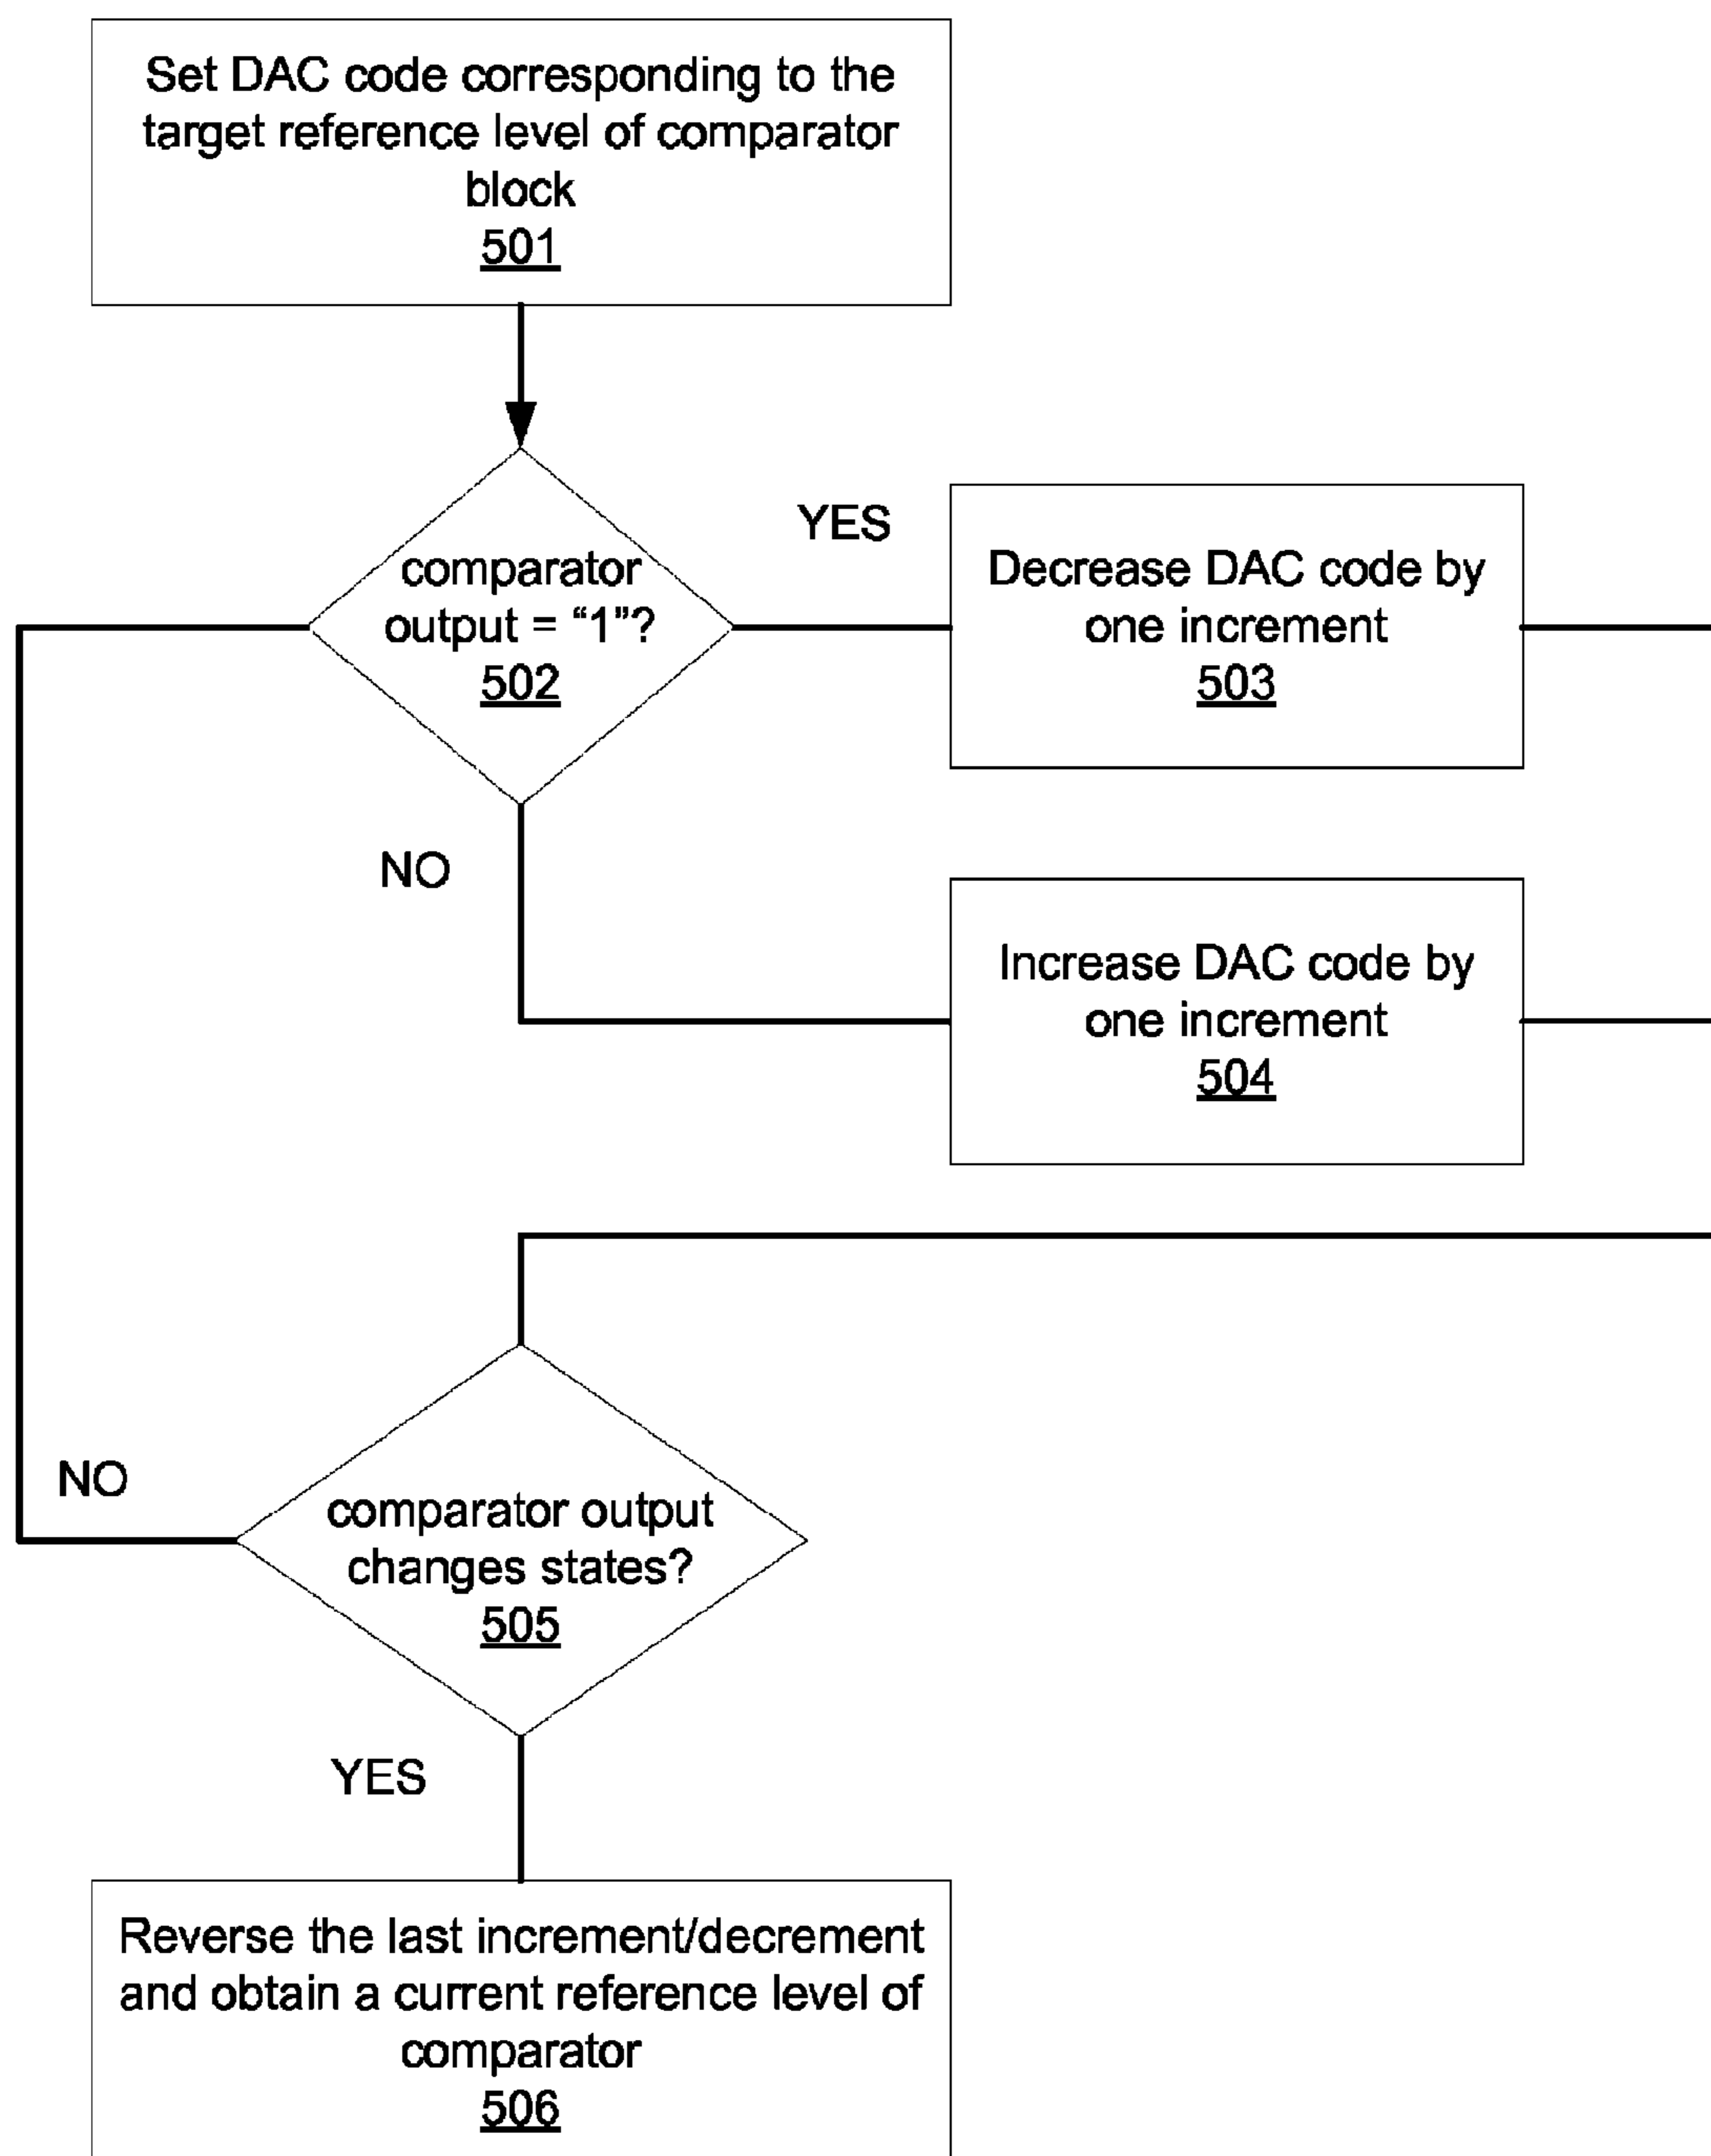 Set DAC code corresponding to the
target reference level of comparator
block
501
comparator
output = “1”?
502
YES
Decrease DAC code by
one increment
503
NO
Increase DAC code by
one increment
504
NO
comparator output
changes states?
505
YES
Reverse the last increment/decrement
and obtain a current reference level of
comparator
506